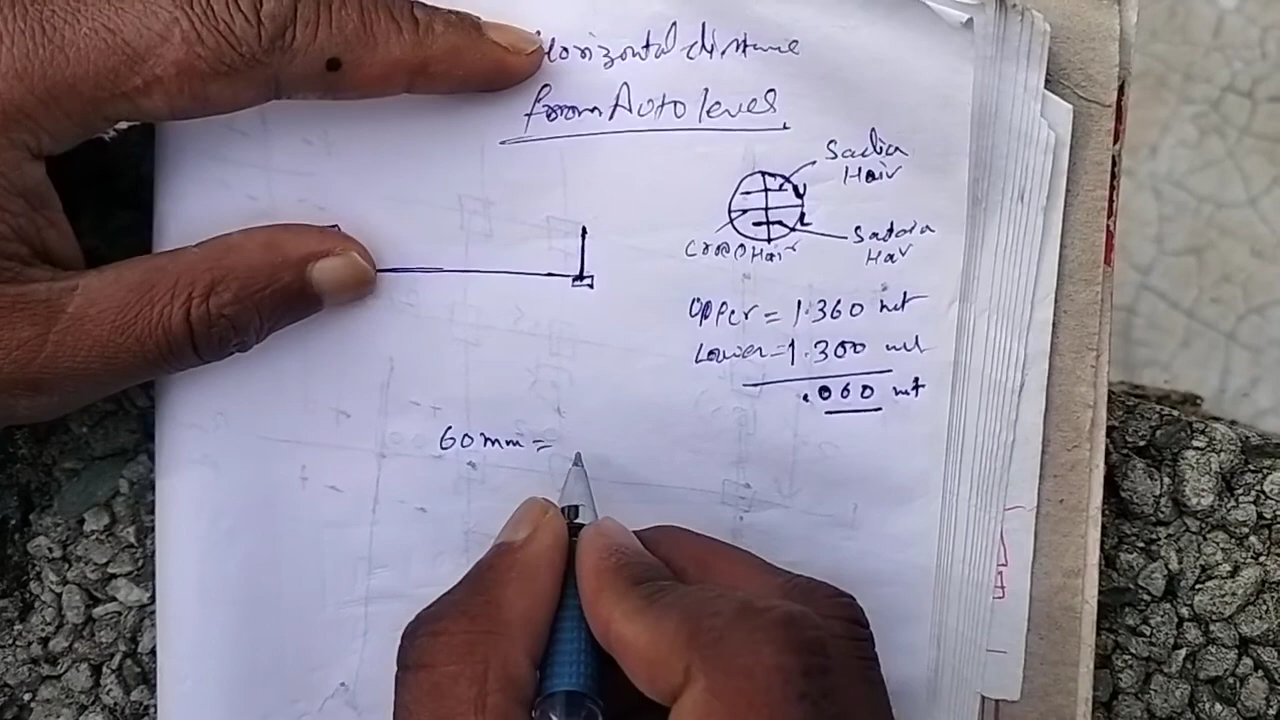 Horizontal distance
from Auto level
Sadia
Hair
Cross Hair
Sadoia
Hair
Upper = 1.360 mt
Lower = 1.300 mt
.060 mt
60mm =